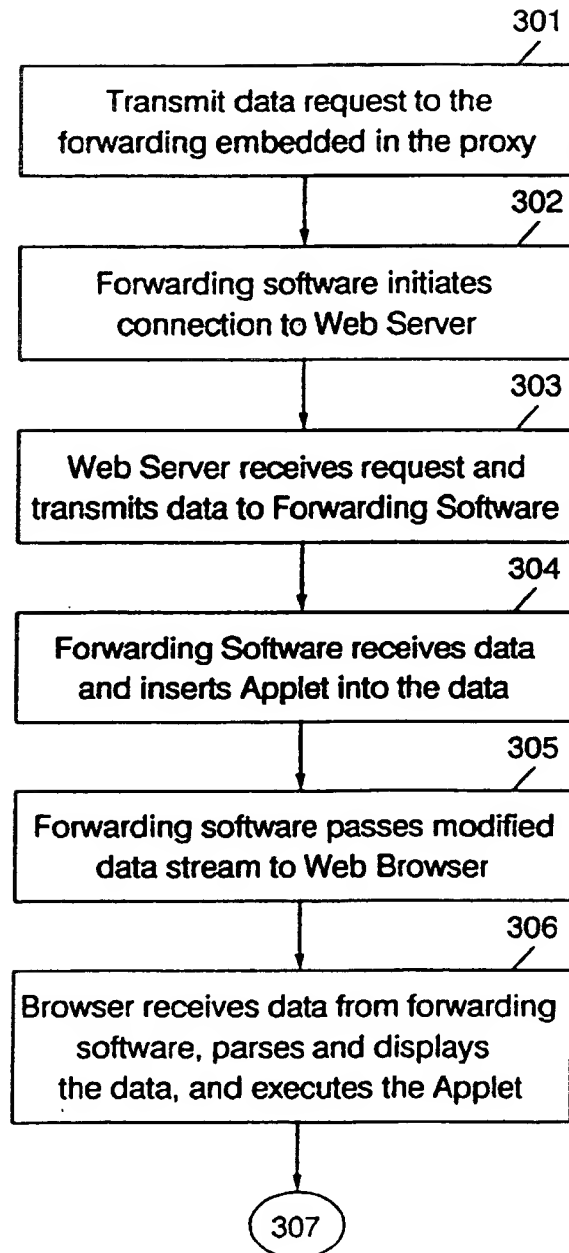 301
Transmit data request to the
forwarding embedded in the proxy
302
Forwarding software initiates
connection to Web Server
303
Web Server receives request and
transmits data to Forwarding Software
304
Forwarding Software receives data
and inserts Applet into the data
305
Forwarding software passes modified
data stream to Web Browser
306
Browser receives data from forwarding
software, parses and displays
the data, and executes the Applet
307